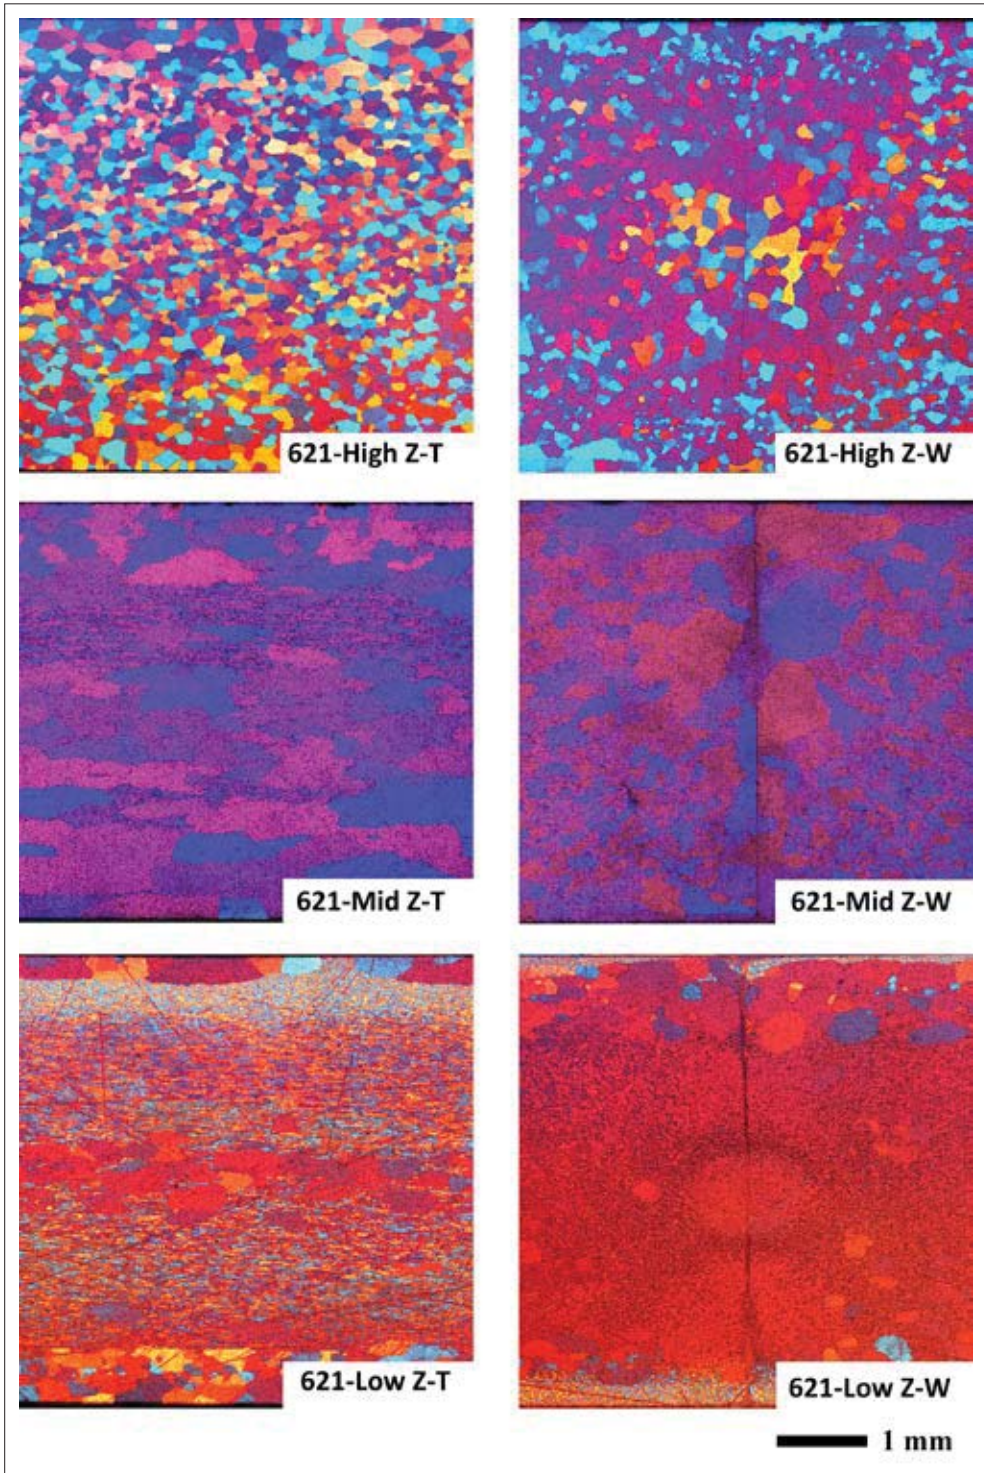 621-High Z-T
621-High Z-W
621-Mid Z-T
621-Mid Z-W
621-Low Z-T
621-Low Z-W
1 mm